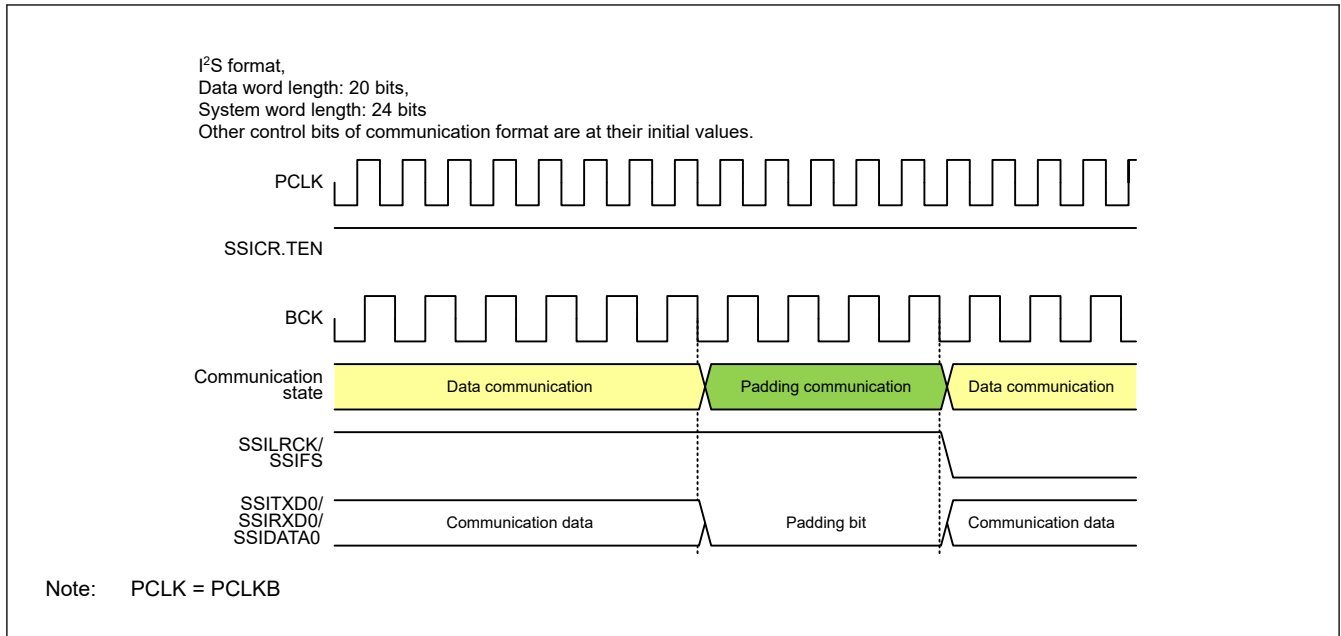 I²S format,
Data word length: 20 bits,
System word length: 24 bits
Other control bits of communication format are at their initial values.
PCLK
SSICR.TEN
BCK
Communication
state
Data communication
Padding communication
Data communication
SSILRCK/
SSIFS
SSITXD0/
SSIRXD0/
SSIDATA0
Communication data
Padding bit
Communication data
Note: PCLK = PCLKB